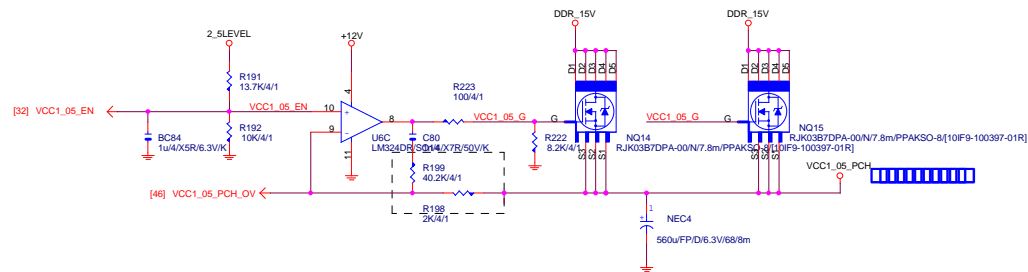 DDR_15V
DDR_15V
2_5LEVEL
+12V
D1
D2
D3
D4
D5
D1
D2
D3
D4
D5
R191
13.7K/4/1
R223
100/4/1
[32] VCC1_05_EN
VCC1_05_EN
10
4
8
VCC1_05_G
G
VCC1_05_G
G
9
11
BC84
1u/4/X5R/6.3V/K
R192
10K/4/1
U6C
LM324DR/SO14
C80
/X7R/50V/K
R222
8.2K/4/1
NQ14
RJK03B7DPA-00/N/7.8m/PPAKSO-8/[10IF9-100397-01R]
NQ15
RJK03B7DPA-00/N/7.8m/PPAKSO-8/[10IF9-100397-01R]
S3
S2
S1
S3
S2
S1
R199
40.2K/4/1
VCC1_05_PCH
[46] VCC1_05_PCH_OV
R198
2K/4/1
1
NEC4
560u/FP/D/6.3V/68/8m